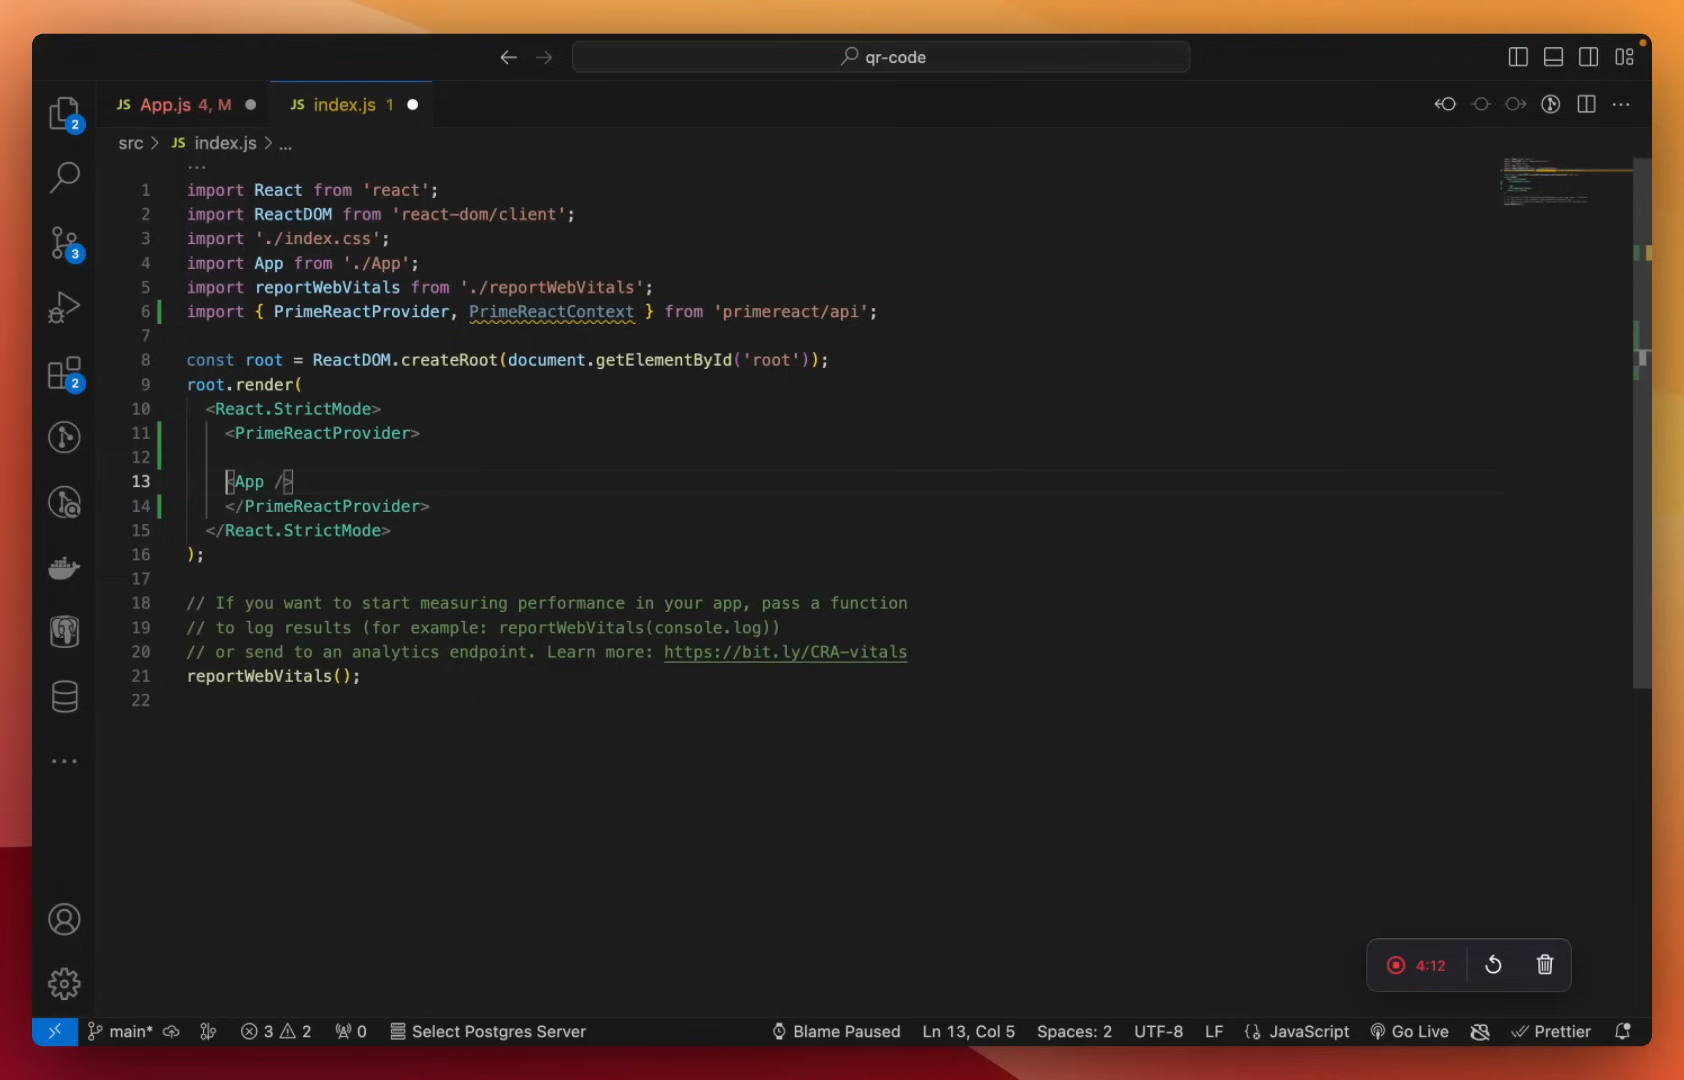 qr-code
JS App.js 4, M JS index.js 1
src > JS index.js > ...
...
1 import React from 'react';
2 import ReactDOM from 'react-dom/client';
3 import './index.css';
4 import App from './App';
5 import reportWebVitals from './reportWebVitals';
6 import { PrimeReactProvider, PrimeReactContext } from 'primereact/api';
7
8 const root = ReactDOM.createRoot(document.getElementById('root'));
9 root.render(
10 <React.StrictMode>
11 <PrimeReactProvider>
12
13 <App />
14 </PrimeReactProvider>
15 </React.StrictMode>
16 );
17
18 // If you want to start measuring performance in your app, pass a function
19 // to log results (for example: reportWebVitals(console.log))
20 // or send to an analytics endpoint. Learn more: https://bit.ly/CRA-vitals
21 reportWebVitals();
22
2
3
2
4:12
main* 3 2 0 Select Postgres Server Blame Paused Ln 13, Col 5 Spaces: 2 UTF-8 LF {} JavaScript Go Live Prettier